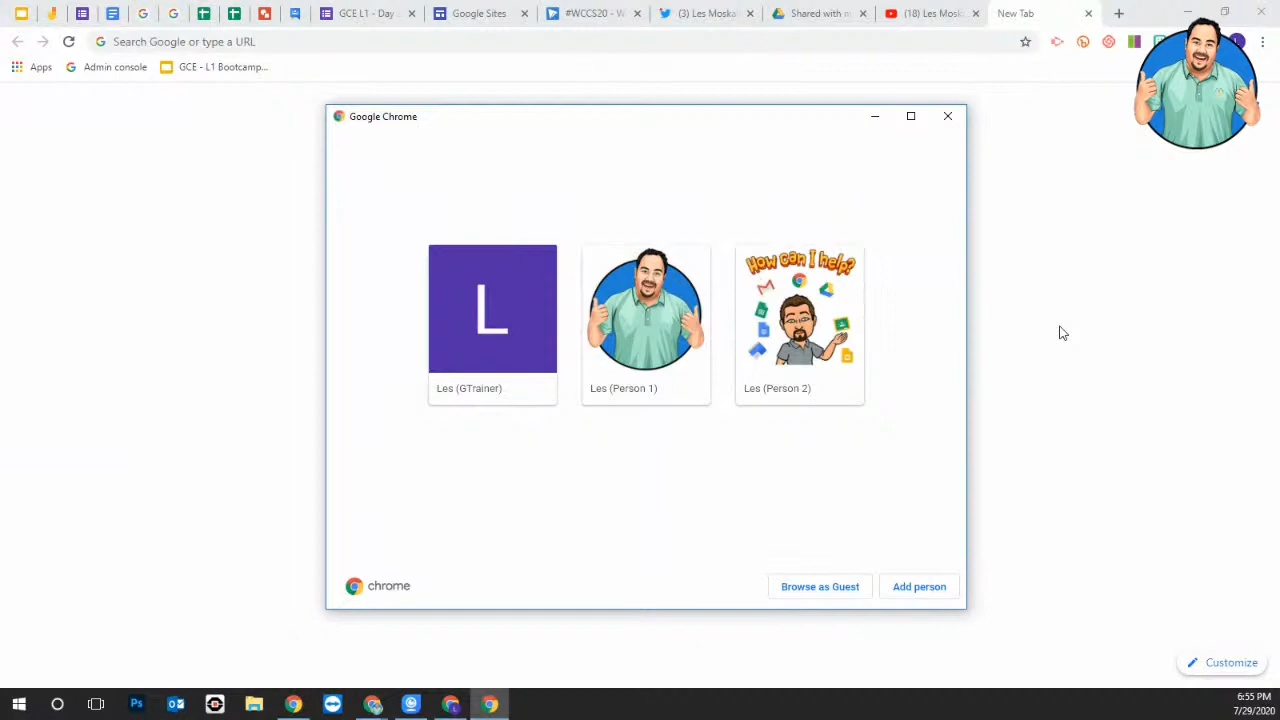 GCE L1 - Day
Google Sites
#WCCS20 - W
(3) Les Moska
Shared with
(18) Les Mosk
New Tab
Search Google or type a URL
Apps
Admin console
GCE - L1 Bootcamp...
Google Chrome
L
Les (GTrainer)
Les (Person 1)
How can I help?
Les (Person 2)
chrome
Browse as Guest
Add person
Customize
Ps
6:55 PM
7/29/2020